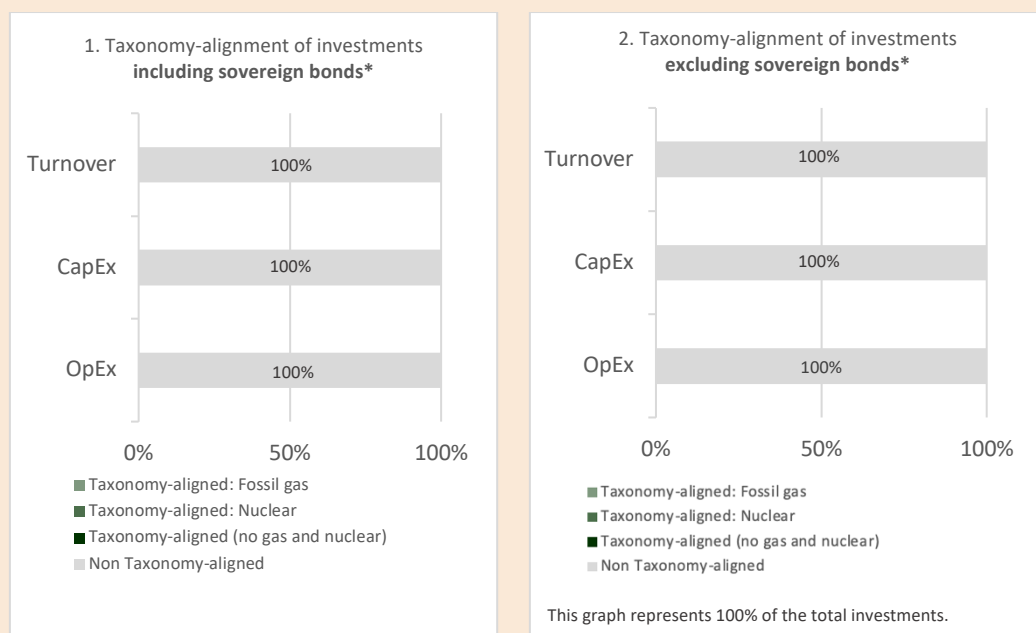 1. Taxonomy-alignment of investments
including sovereign bonds*
Turnover
100%
CapEx
100%
OpEx
100%
0%
50%
100%
Taxonomy-aligned: Fossil gas
Taxonomy-aligned: Nuclear
Taxonomy-aligned (no gas and nuclear)
Non Taxonomy-aligned
2. Taxonomy-alignment of investments
excluding sovereign bonds*
Turnover
100%
CapEx
100%
OpEx
100%
0%
50%
100%
Taxonomy-aligned: Fossil gas
Taxonomy-aligned: Nuclear
Taxonomy-aligned (no gas and nuclear)
Non Taxonomy-aligned
This graph represents 100% of the total investments.